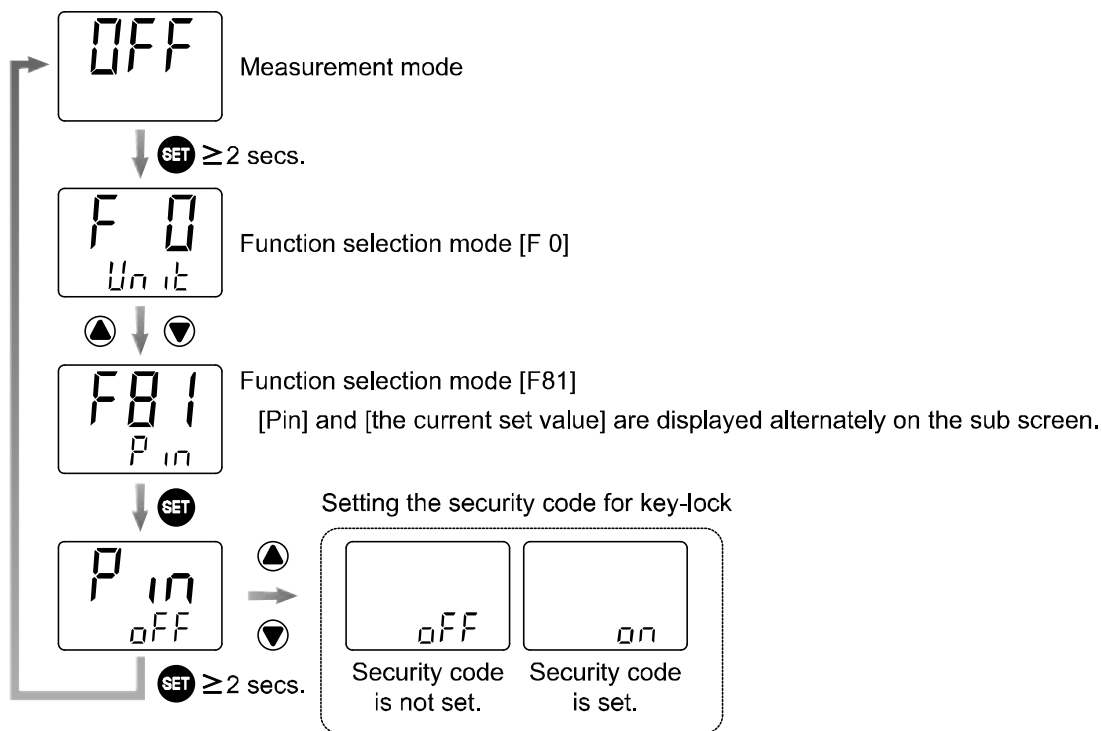 OFF
Measurement mode
SET ≧2 secs.
F 0
Unit
Function selection mode [F 0]
F81
Pin
Function selection mode [F81]
[Pin] and [the current set value] are displayed alternately on the sub screen.
SET
Setting the security code for key-lock
Pin
oFF
oFF
on
Security code
is not set.
Security code
is set.
SET ≧2 secs.